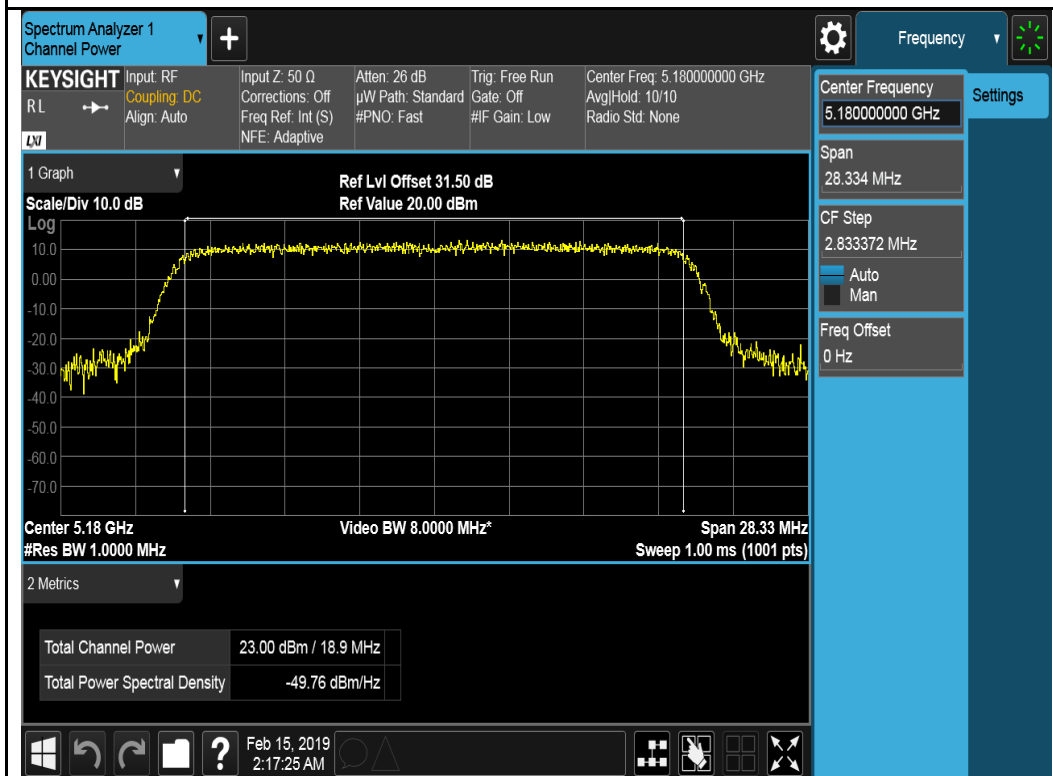 Spectrum Analyzer 1
Channel Power
+
Frequency
KEYSIGHT
RL
LXI
Input: RF
Coupling: DC
Align: Auto
Input Z: 50 Ω
Corrections: Off
Freq Ref: Int (S)
NFE: Adaptive
Atten: 26 dB
µW Path: Standard
#PNO: Fast
Trig: Free Run
Gate: Off
#IF Gain: Low
Center Freq: 5.180000000 GHz
Avg|Hold: 10/10
Radio Std: None
Center Frequency
5.180000000 GHz
Settings
Span
28.334 MHz
CF Step
2.833372 MHz
Auto
Man
Freq Offset
0 Hz
1 Graph
Ref Lvl Offset 31.50 dB
Scale/Div 10.0 dB
Ref Value 20.00 dBm
Log
10.0
0.00
-10.0
-20.0
-30.0
-40.0
-50.0
-60.0
-70.0
Center 5.18 GHz
Video BW 8.0000 MHz*
Span 28.33 MHz
#Res BW 1.0000 MHz
Sweep 1.00 ms (1001 pts)
2 Metrics
Total Channel Power 23.00 dBm / 18.9 MHz
Total Power Spectral Density -49.76 dBm/Hz
?
Feb 15, 2019
2:17:25 AM